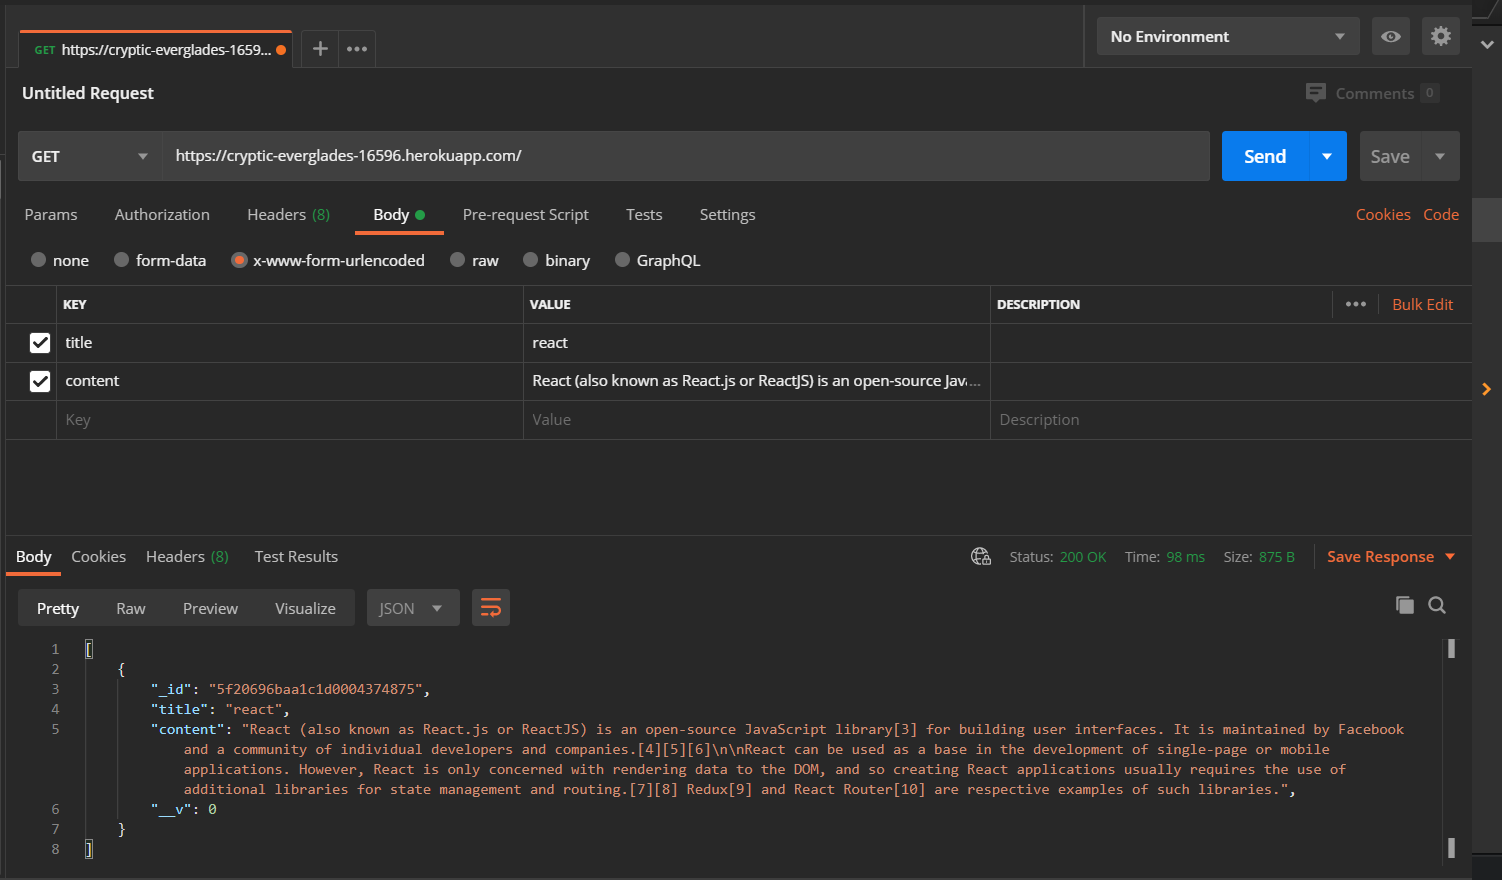 GET https://cryptic-everglades-1659... + ••• No Environment
Untitled Request Comments 0
GET https://cryptic-everglades-16596.herokuapp.com/ Send Save
Params Authorization Headers (8) Body Pre-request Script Tests Settings Cookies Code
none form-data x-www-form-urlencoded raw binary GraphQL
KEY VALUE DESCRIPTION ••• Bulk Edit
title react
content React (also known as React.js or ReactJS) is an open-source Java...
Key Value Description
Body Cookies Headers (8) Test Results Status: 200 OK Time: 98 ms Size: 875 B Save Response
Pretty Raw Preview Visualize JSON
1 [
2 {
3 "_id": "5f20696baa1c1d0004374875",
4 "title": "react",
5 "content": "React (also known as React.js or ReactJS) is an open-source JavaScript library[3] for building user interfaces. It is maintained by Facebook
and a community of individual developers and companies.[4][5][6]\n\nReact can be used as a base in the development of single-page or mobile
applications. However, React is only concerned with rendering data to the DOM, and so creating React applications usually requires the use of
additional libraries for state management and routing.[7][8] Redux[9] and React Router[10] are respective examples of such libraries.",
6 "__v": 0
7 }
8 ]